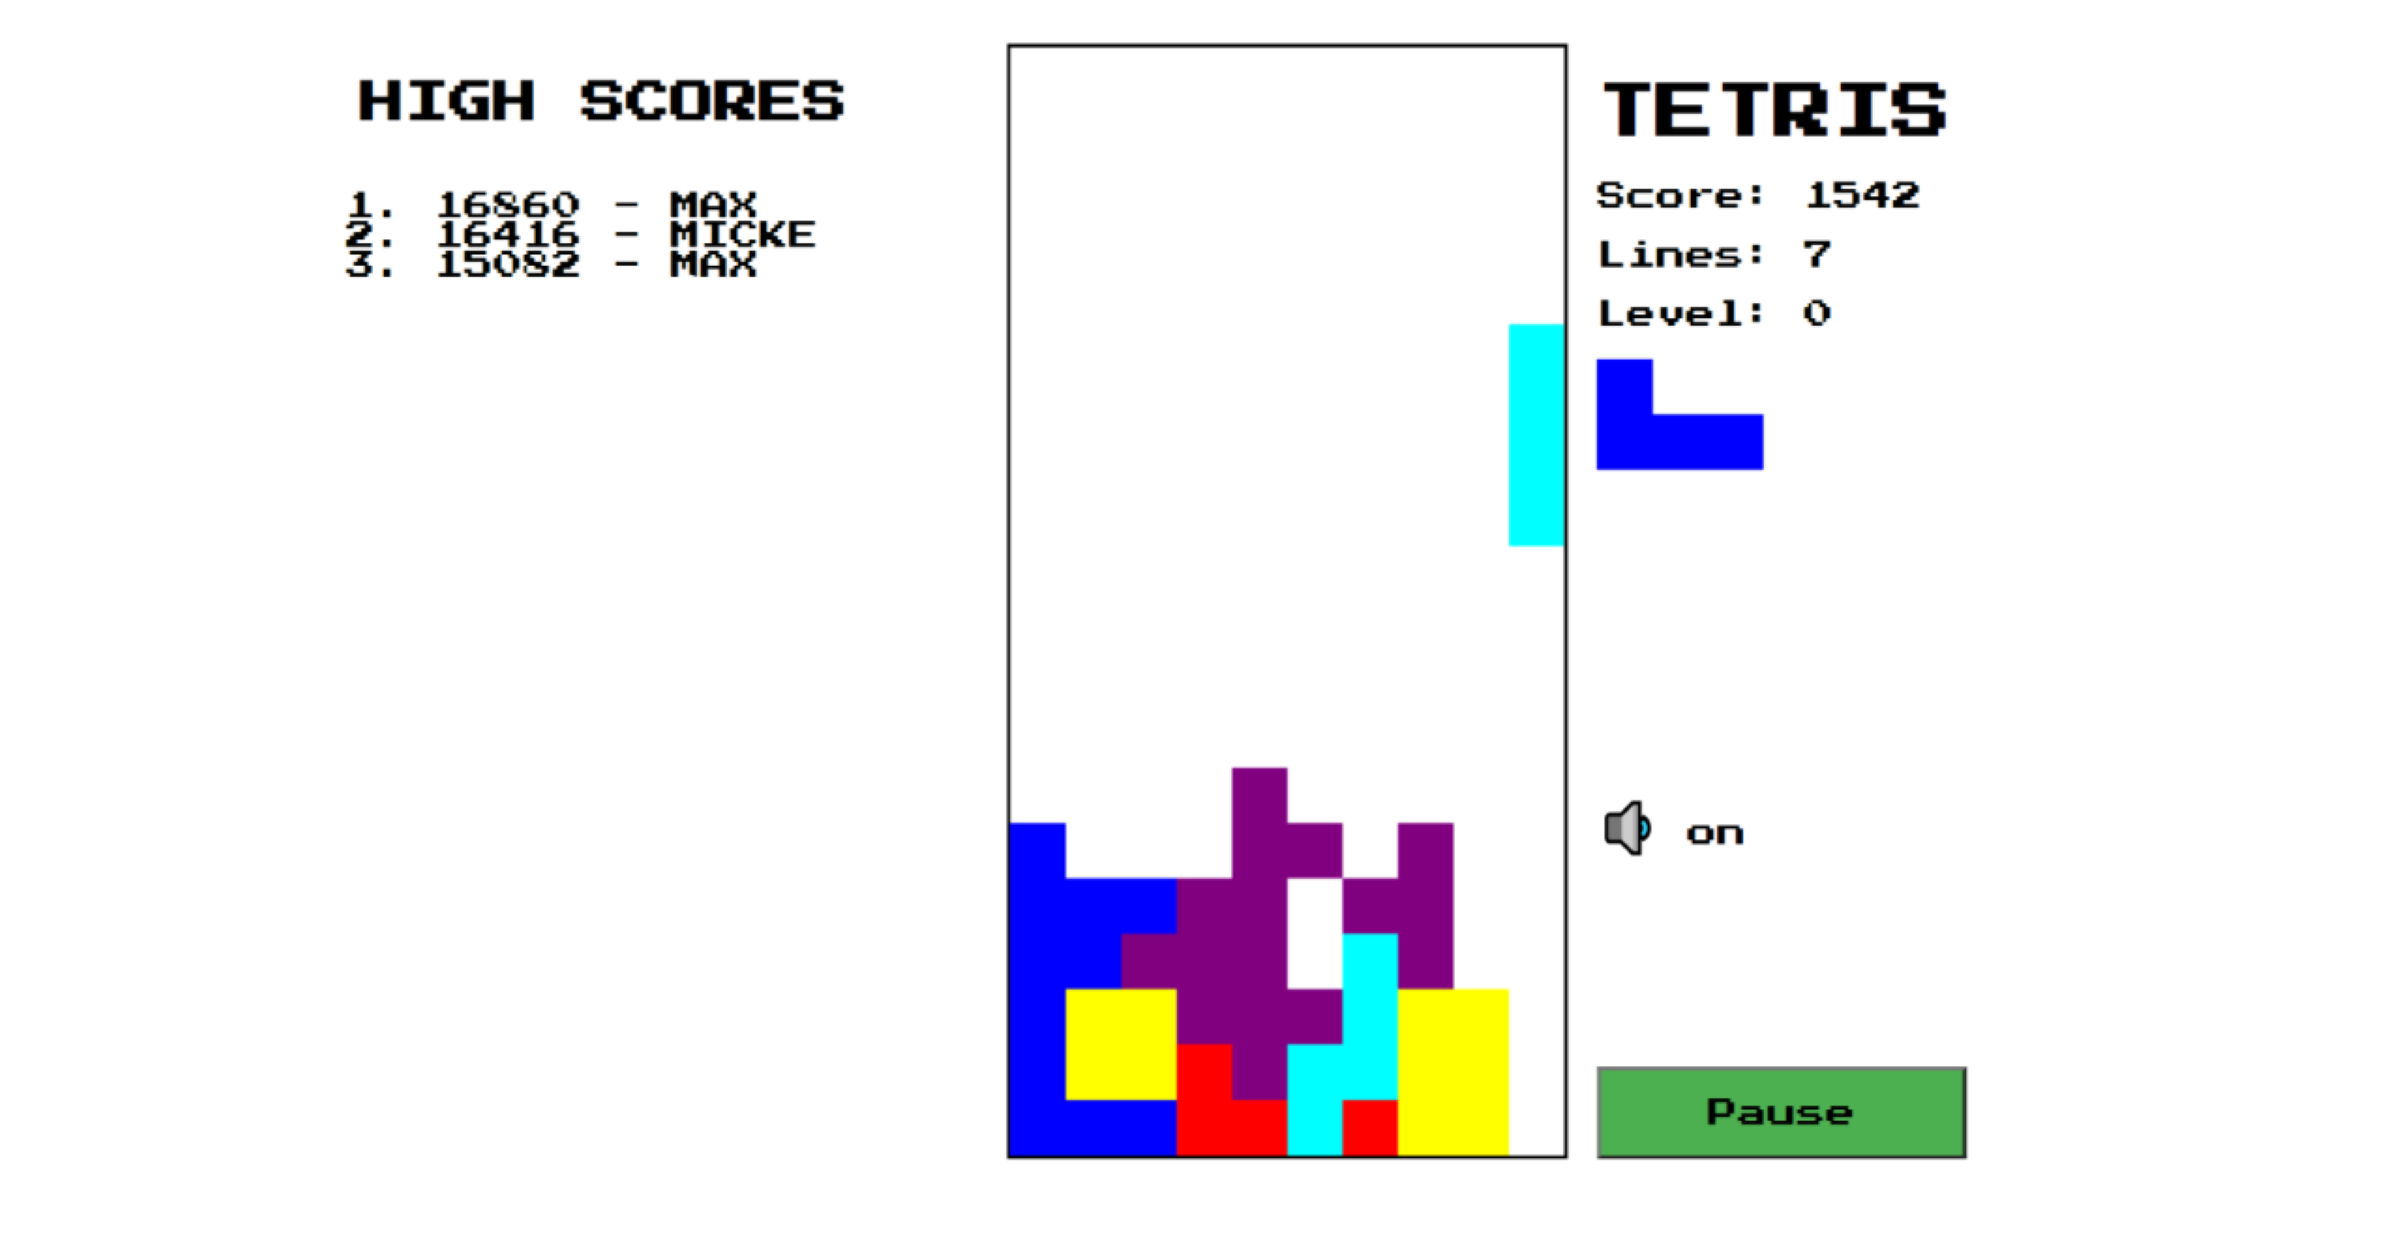 HIGH SCORES
1. 16860 - MAX
2. 16416 - MICKE
3. 15082 - MAX
TETRIS
Score: 1542
Lines: 7
Level: 0
on
Pause